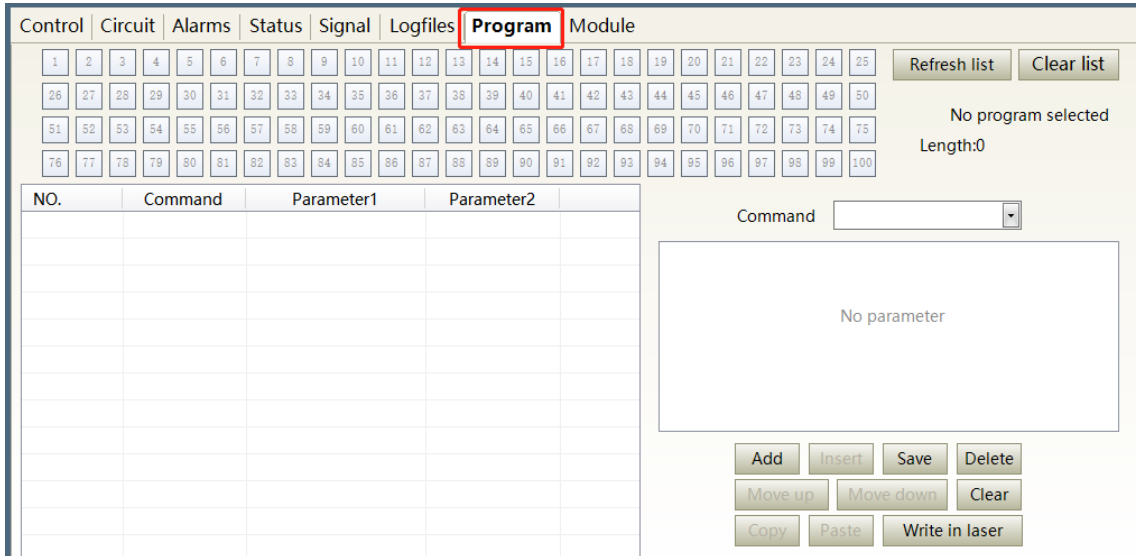 Control Circuit Alarms Status Signal Logfiles Program Module
1 2 3 4 5 6 7 8 9 10 11 12 13 14 15 16 17 18 19 20 21 22 23 24 25 Refresh list Clear list
26 27 28 29 30 31 32 33 34 35 36 37 38 39 40 41 42 43 44 45 46 47 48 49 50
No program selected
51 52 53 54 55 56 57 58 59 60 61 62 63 64 65 66 67 68 69 70 71 72 73 74 75
Length:0
76 77 78 79 80 81 82 83 84 85 86 87 88 89 90 91 92 93 94 95 96 97 98 99 100
NO. Command Parameter1 Parameter2
Command
No parameter
Add Insert Save Delete
Move up Move down Clear
Copy Paste Write in laser